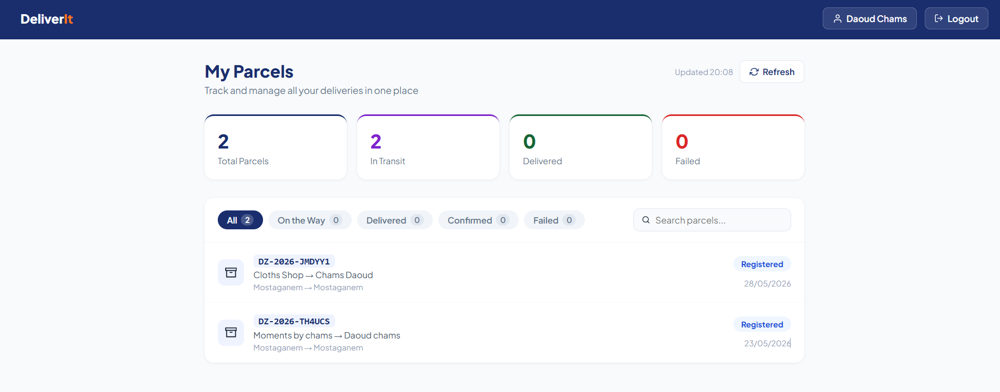 DeliverIt
Daoud Chams
Logout
My Parcels
Track and manage all your deliveries in one place
Updated 20:08
Refresh
2
Total Parcels
2
In Transit
0
Delivered
0
Failed
All 2
On the Way 0
Delivered 0
Confirmed 0
Failed 0
Search parcels...
DZ-2026-JMDYY1
Cloths Shop → Chams Daoud
Mostaganem → Mostaganem
Registered
28/05/2026
DZ-2026-TH4UCS
Moments by chams → Daoud chams
Mostaganem → Mostaganem
Registered
23/05/2026